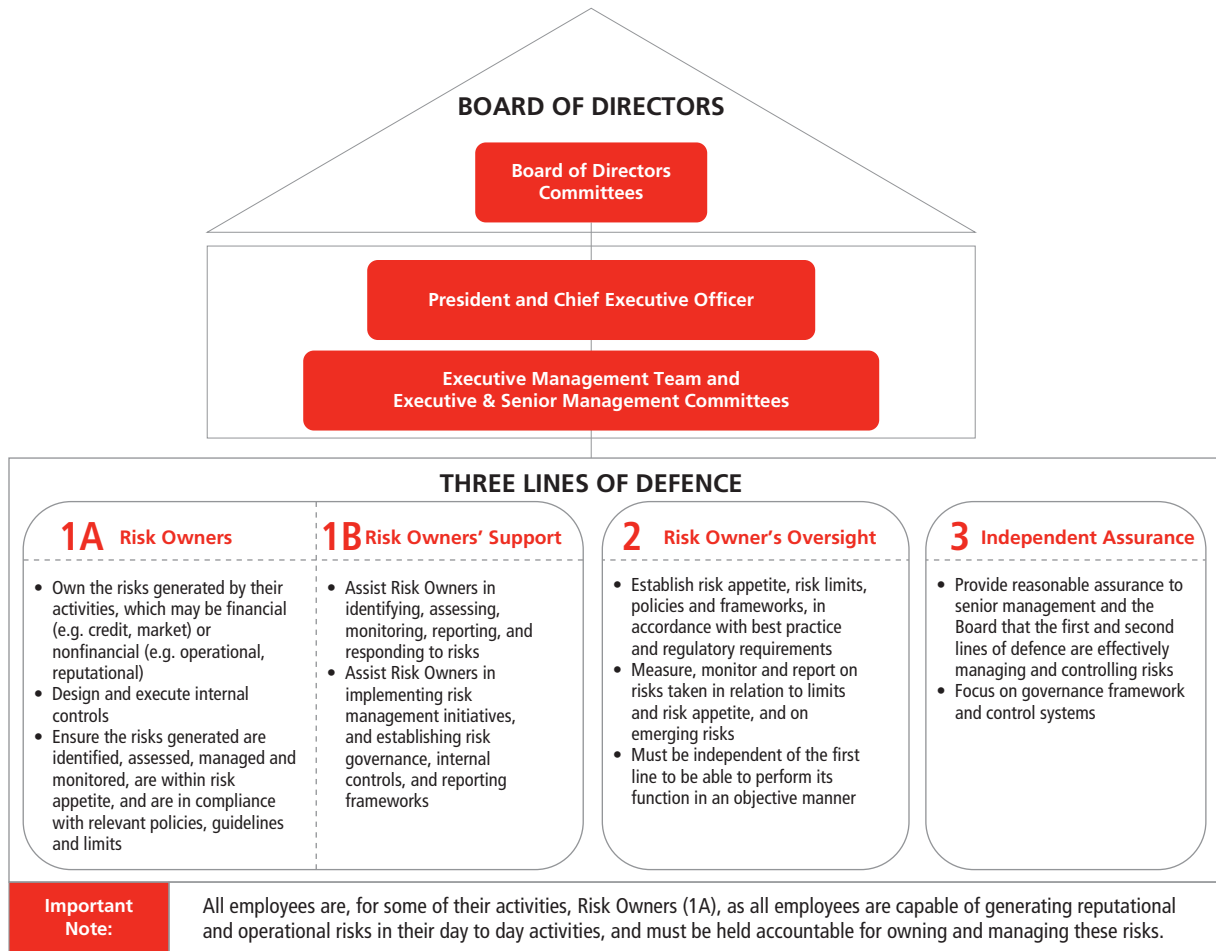 BOARD OF DIRECTORS
Board of Directors
Committees
President and Chief Executive Officer
Executive Management Team and
Executive & Senior Management Committees
THREE LINES OF DEFENCE
1A Risk Owners
• Own the risks generated by their
activities, which may be financial
(e.g. credit, market) or
nonfinancial (e.g. operational,
reputational)
• Design and execute internal
controls
• Ensure the risks generated are
identified, assessed, managed and
monitored, are within risk
appetite, and are in compliance
with relevant policies, guidelines
and limits
1B Risk Owners' Support
• Assist Risk Owners in
identifying, assessing,
monitoring, reporting, and
responding to risks
• Assist Risk Owners in
implementing risk
management initiatives,
and establishing risk
governance, internal
controls, and reporting
frameworks
2 Risk Owner's Oversight
• Establish risk appetite, risk limits,
policies and frameworks, in
accordance with best practice
and regulatory requirements
• Measure, monitor and report on
risks taken in relation to limits
and risk appetite, and on
emerging risks
• Must be independent of the first
line to be able to perform its
function in an objective manner
3 Independent Assurance
• Provide reasonable assurance to
senior management and the
Board that the first and second
lines of defence are effectively
managing and controlling risks
• Focus on governance framework
and control systems
Important
Note:
All employees are, for some of their activities, Risk Owners (1A), as all employees are capable of generating reputational
and operational risks in their day to day activities, and must be held accountable for owning and managing these risks.